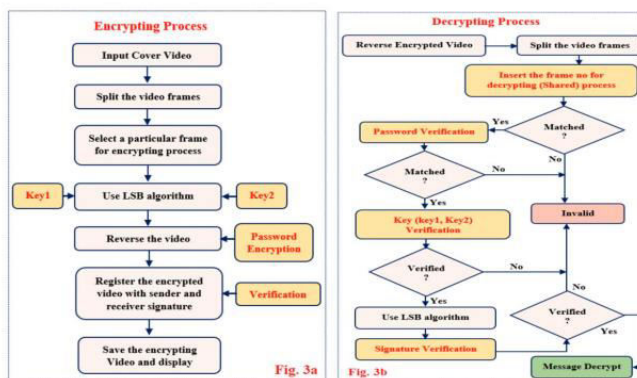 Encrypting Process
Input Cover Video
Split the video frames
Select a particular frame
for encrypting process
Key1
Use LSB algorithm
Key2
Reverse the video
Password
Encryption
Register the encrypted
video with sender and
receiver signature
Verification
Save the encrypting
Video and display
Fig. 3a
Decrypting Process
Reverse Encrypted Video
Split the video frames
Insert the frame no for
decrypting (Shared) process
Yes
Password Verification
Matched
?
No
Matched
?
No
Yes
Invalid
Key (key1, Key2)
Verification
Verified
?
No
No
Yes
Use LSB algorithm
Verified
?
Yes
Signature Verification
Message Decrypt
Fig. 3b